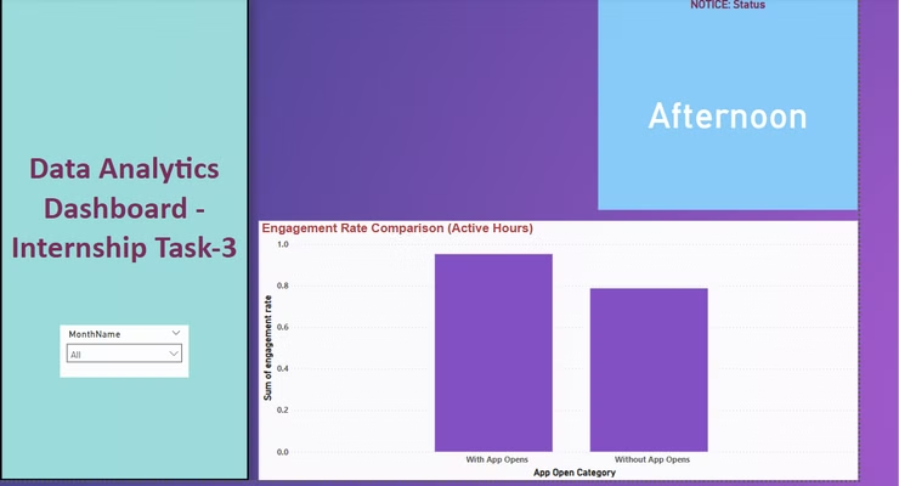 NOTICE: Status
Afternoon
Data Analytics
Dashboard -
Internship Task-3
MonthName
All
Engagement Rate Comparison (Active Hours)
1.0
0.8
0.6
0.4
0.2
0.0
Sum of engagement rate
With App Opens
Without App Opens
App Open Category